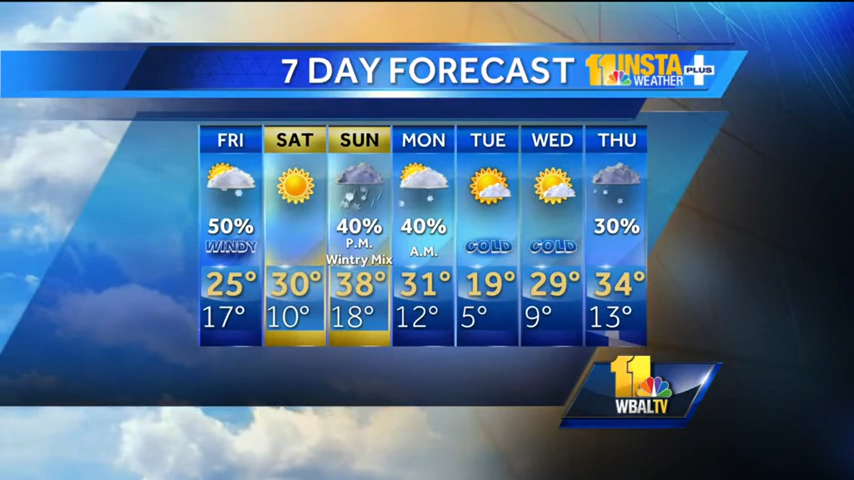 7 DAY FORECAST 11 INSTA WEATHER PLUS
FRI SAT SUN MON TUE WED THU
50% 40% 40% 30%
WINDY P.M. A.M. COLD COLD
Wintry Mix
25° 30° 38° 31° 19° 29° 34°
17° 10° 18° 12° 5° 9° 13°
11
WBALTV